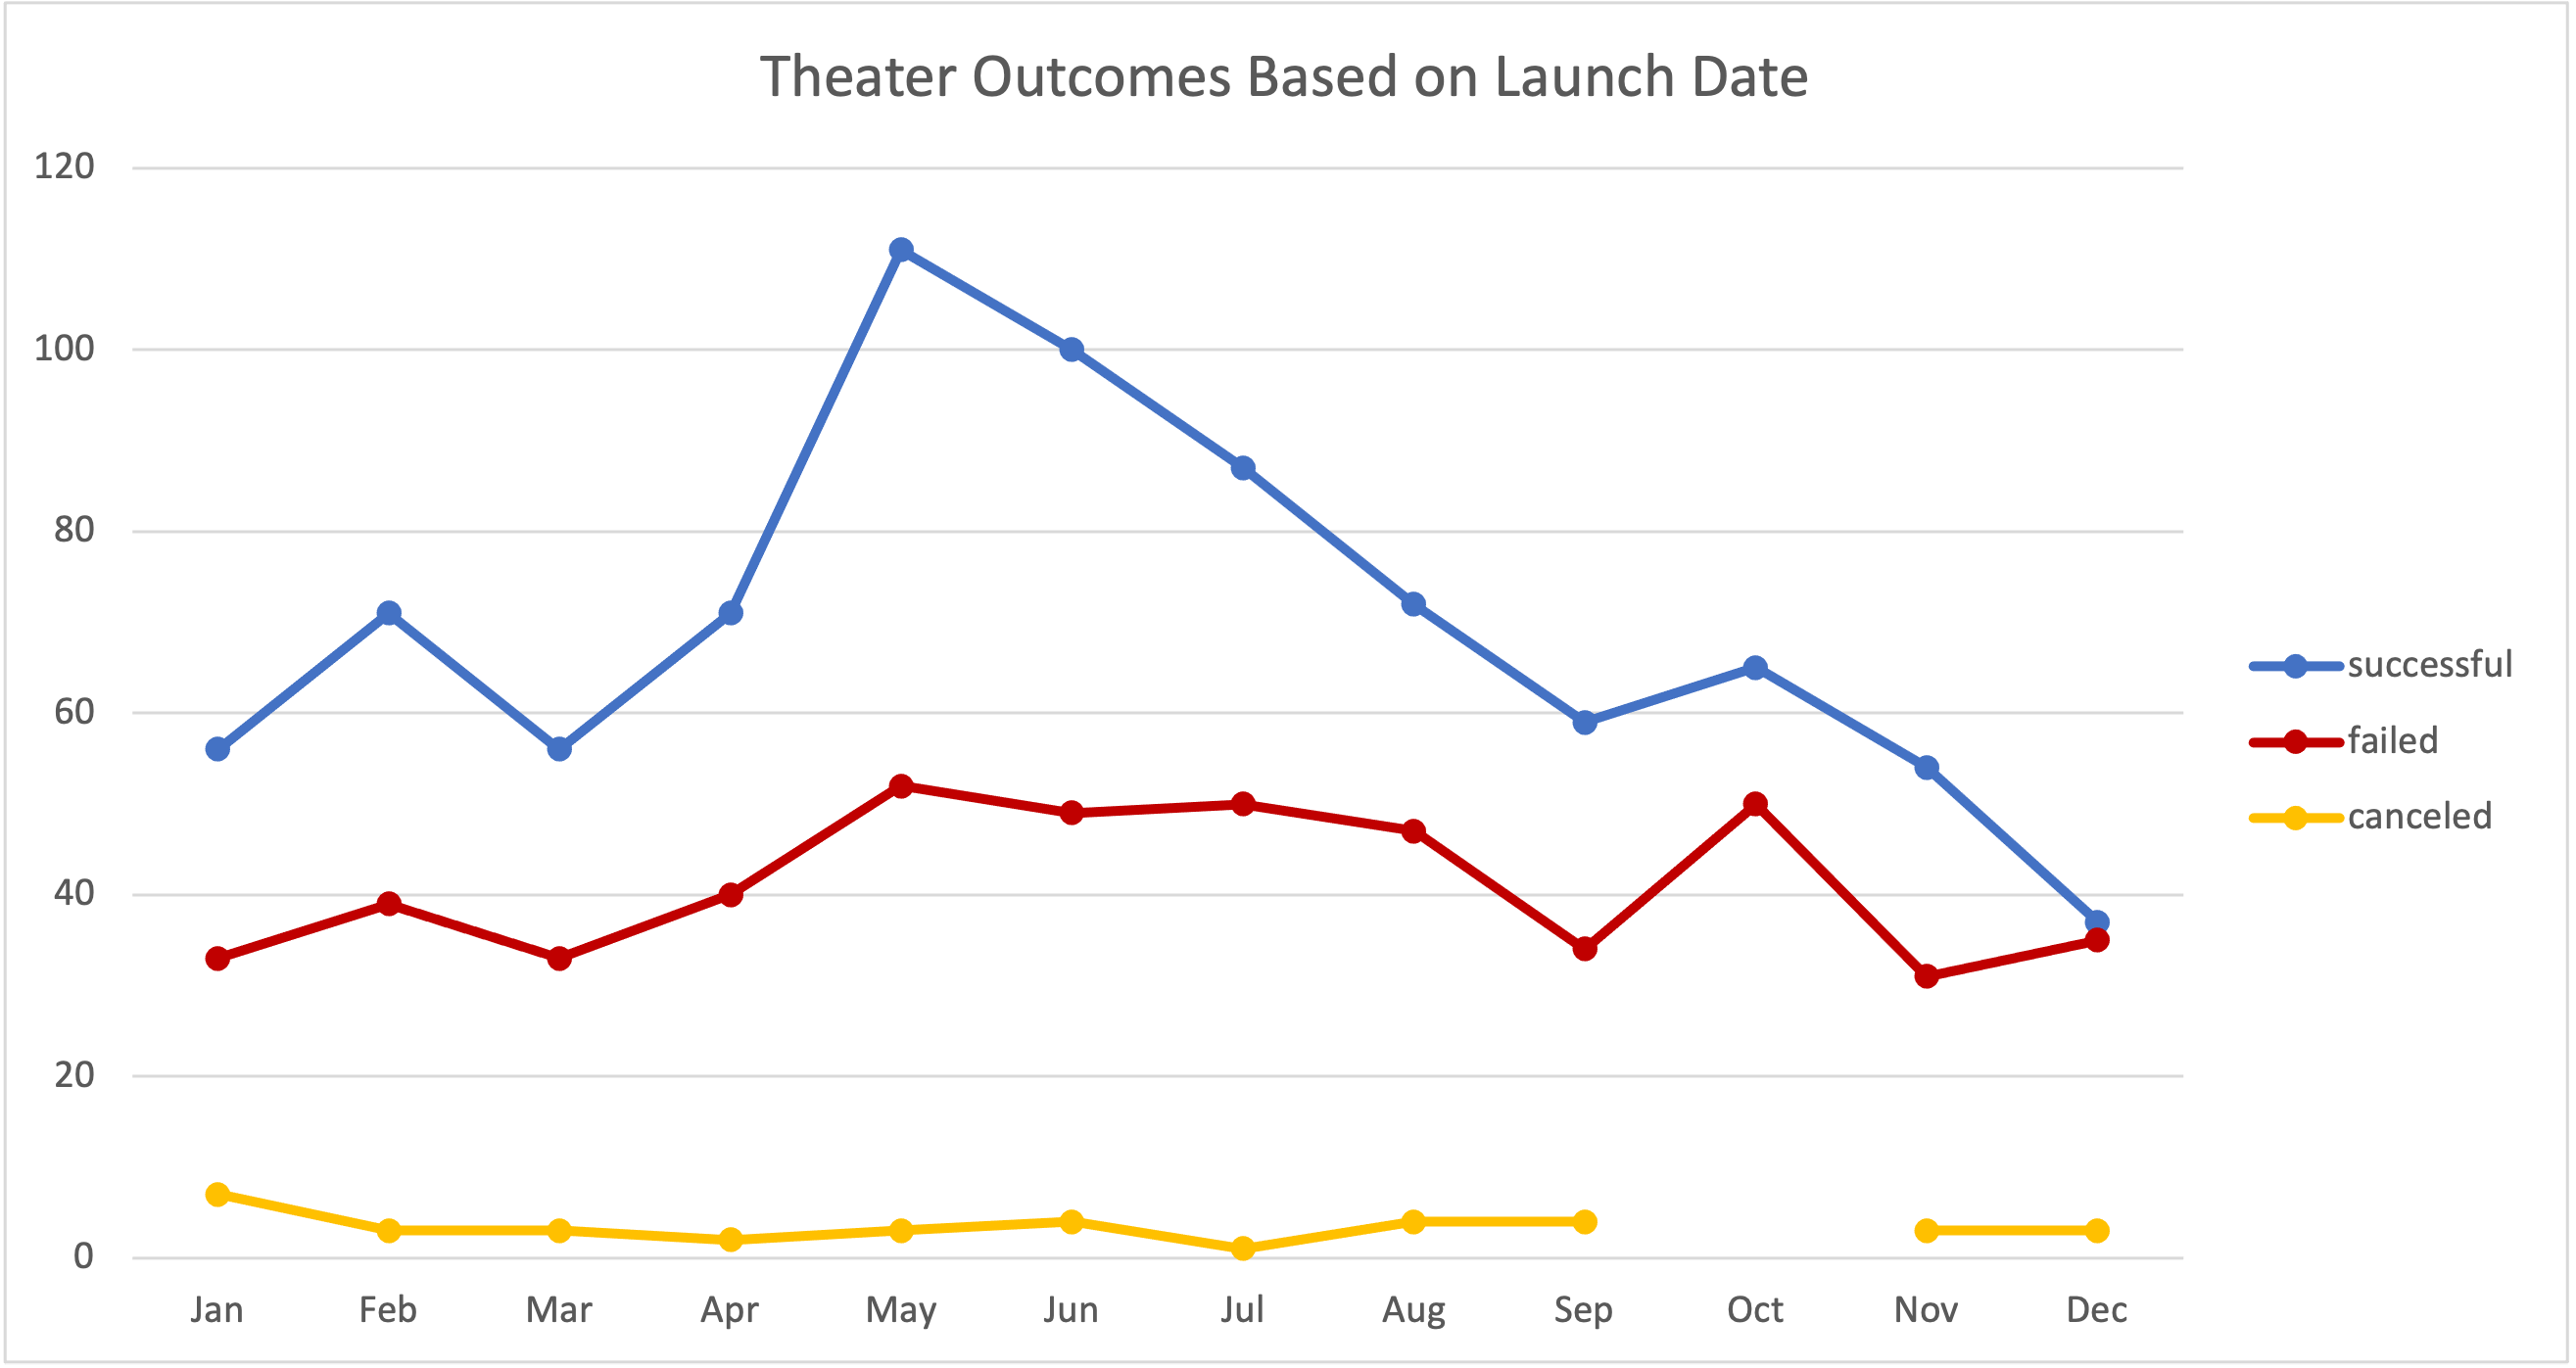 Theater Outcomes Based on Launch Date
120
100
80
60
40
20
0
Jan Feb Mar Apr May Jun Jul Aug Sep Oct Nov Dec
successful
failed
canceled